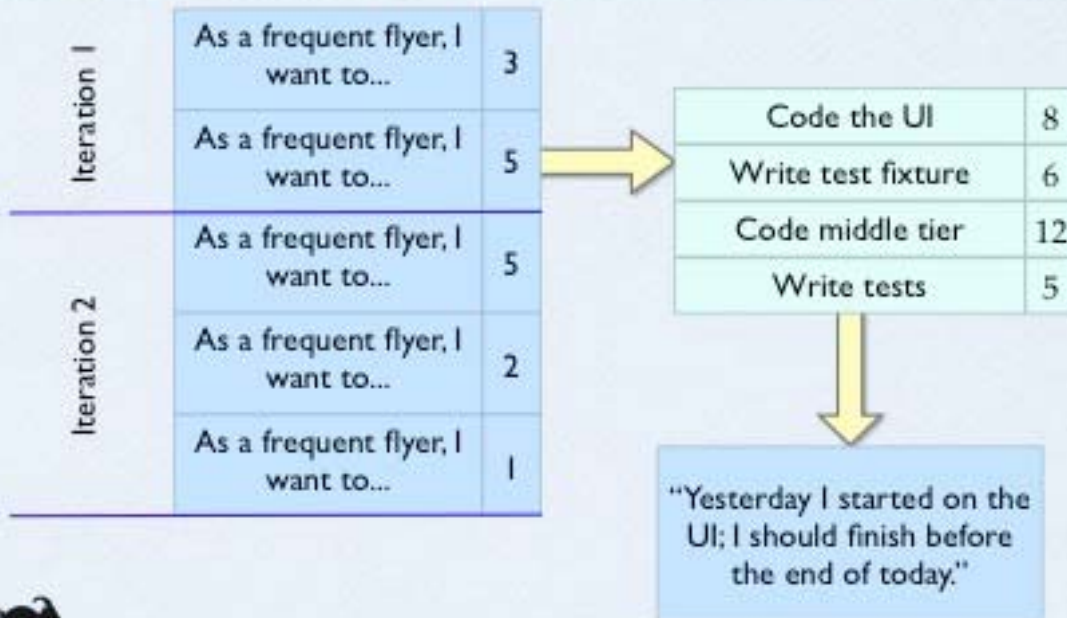 Iteration 1
As a frequent flyer, I
want to...
3
As a frequent flyer, I
want to...
5
Iteration 2
As a frequent flyer, I
want to...
5
As a frequent flyer, I
want to...
2
As a frequent flyer, I
want to...
1
Code the UI 8
Write test fixture 6
Code middle tier 12
Write tests 5
“Yesterday I started on the
UI; I should finish before
the end of today.”